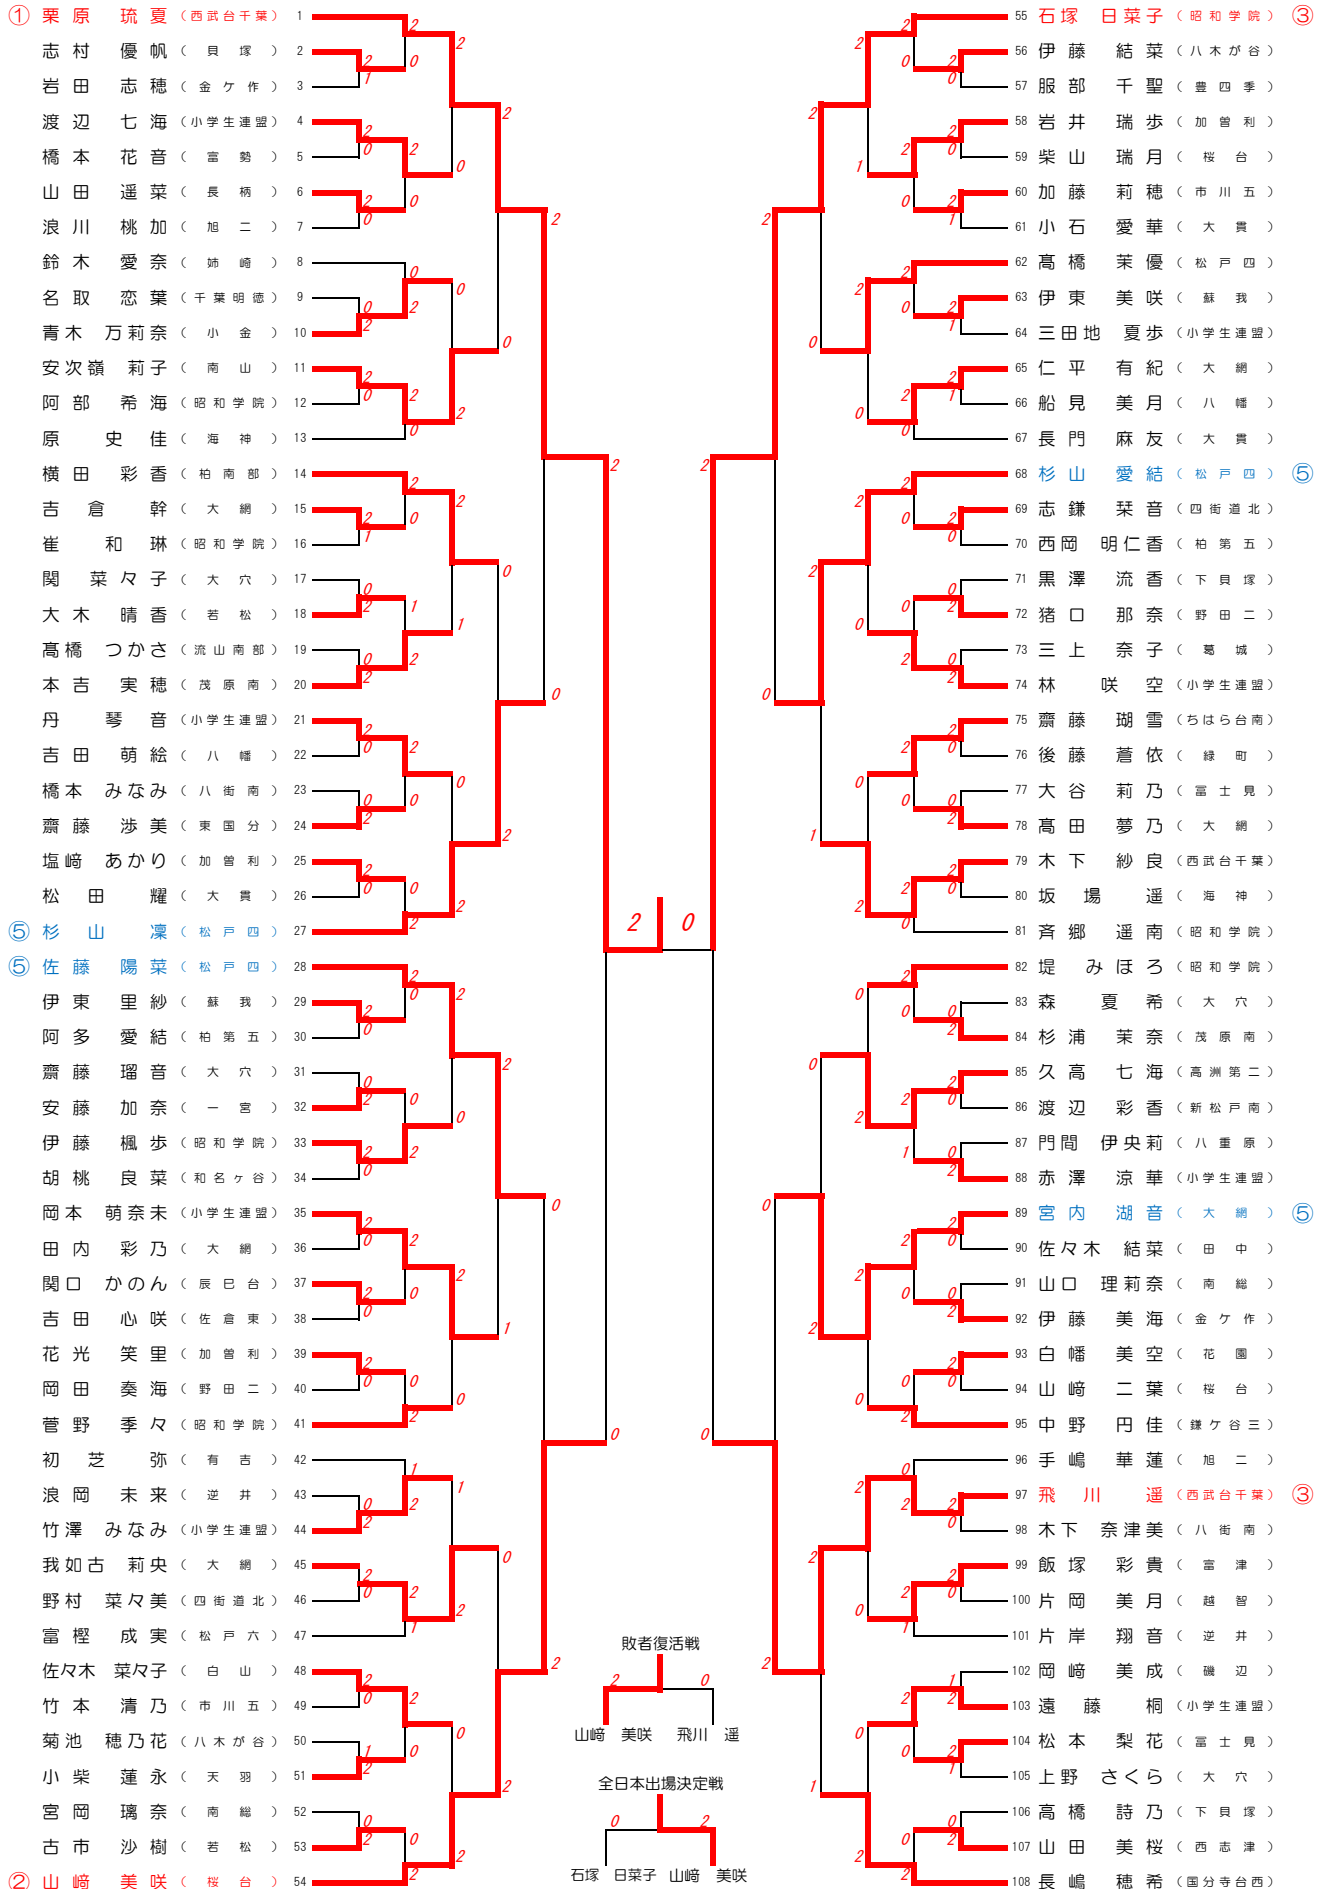 ① 栗原 琉夏 （西武台千葉） 1
志村 優帆 （貝塚） 2
岩田 志穂 （金ケ作） 3
渡辺 七海 （小学生連盟） 4
橋本 花音 （富勢） 5
山田 遥菜 （長柄） 6
浪川 桃加 （旭二） 7
鈴木 愛奈 （姉崎） 8
名取 恋葉 （千葉明徳） 9
青木 万莉奈 （小金） 10
安次嶺 莉子 （南山） 11
阿部 希海 （昭和学院） 12
原 史佳 （海神） 13
横田 彩香 （柏南部） 14
吉倉 幹 （大網） 15
崔 和琳 （昭和学院） 16
関 菜々子 （大穴） 17
大木 晴香 （若松） 18
髙橋 つかさ （流山南部） 19
本吉 実穂 （茂原南） 20
丹 琴音 （小学生連盟） 21
吉田 萌絵 （八幡） 22
橋本 みなみ （八街南） 23
齋藤 渉美 （東国分） 24
塩﨑 あかり （加曽利） 25
松田 耀 （大貫） 26
⑤ 杉山 凜 （松戸四） 27
⑤ 佐藤 陽菜 （松戸四） 28
伊東 里紗 （蘇我） 29
阿多 愛結 （柏第五） 30
齋藤 瑠音 （大穴） 31
安藤 加奈 （一宮） 32
伊藤 楓歩 （昭和学院） 33
胡桃 良菜 （和名ヶ谷） 34
岡本 萌奈未 （小学生連盟） 35
田内 彩乃 （大網） 36
関口 かのん （辰巳台） 37
吉田 心咲 （佐倉東） 38
花光 笑里 （加曽利） 39
岡田 奏海 （野田二） 40
菅野 季々 （昭和学院） 41
初芝 弥 （有吉） 42
浪岡 未来 （逆井） 43
竹澤 みなみ （小学生連盟） 44
我如古 莉央 （大網） 45
野村 菜々美 （四街道北） 46
富樫 成実 （松戸六） 47
佐々木 菜々子 （白山） 48
竹本 清乃 （市川五） 49
菊池 穂乃花 （八木が谷） 50
小柴 蓮永 （天羽） 51
宮岡 璃奈 （南総） 52
古市 沙樹 （若松） 53
② 山﨑 美咲 （桜台） 54
2 0
敗者復活戦
2 0
山﨑 美咲 飛川 遥
全日本出場決定戦
0 2
石塚 日菜子 山﨑 美咲
55 石塚 日菜子 （昭和学院） ③
56 伊藤 結菜 （八木が谷）
57 服部 千聖 （豊四季）
58 岩井 瑞歩 （加曽利）
59 柴山 瑞月 （桜台）
60 加藤 莉穂 （市川五）
61 小石 愛華 （大貫）
62 髙橋 茉優 （松戸四）
63 伊東 美咲 （蘇我）
64 三田地 夏歩 （小学生連盟）
65 仁平 有紀 （大網）
66 船見 美月 （八幡）
67 長門 麻友 （大貫）
68 杉山 愛結 （松戸四） ⑤
69 志鎌 栞音 （四街道北）
70 西岡 明仁香 （柏第五）
71 黒澤 流香 （下貝塚）
72 猪口 那奈 （野田二）
73 三上 奈子 （葛城）
74 林 咲空 （小学生連盟）
75 齋藤 瑚雪 （ちはら台南）
76 後藤 蒼依 （緑町）
77 大谷 莉乃 （富士見）
78 髙田 夢乃 （大網）
79 木下 紗良 （西武台千葉）
80 坂場 遥 （海神）
81 斉郷 遥南 （昭和学院）
82 堤 みほろ （昭和学院）
83 森 夏希 （大穴）
84 杉浦 茉奈 （茂原南）
85 久高 七海 （高洲第二）
86 渡辺 彩香 （新松戸南）
87 門間 伊央莉 （八重原）
88 赤澤 涼華 （小学生連盟）
89 宮内 湖音 （大網） ⑤
90 佐々木 結菜 （田中）
91 山口 理莉奈 （南総）
92 伊藤 美海 （金ケ作）
93 白幡 美空 （花園）
94 山﨑 二葉 （桜台）
95 中野 円佳 （鎌ケ谷三）
96 手嶋 華蓮 （旭二）
97 飛川 遥 （西武台千葉） ③
98 木下 奈津美 （八街南）
99 飯塚 彩貴 （富津）
100 片岡 美月 （越智）
101 片岸 翔音 （逆井）
102 岡﨑 美成 （磯辺）
103 遠藤 桐 （小学生連盟）
104 松本 梨花 （富士見）
105 上野 さくら （大穴）
106 高橋 詩乃 （下貝塚）
107 山田 美桜 （西志津）
108 長嶋 穂希 （国分寺台西）